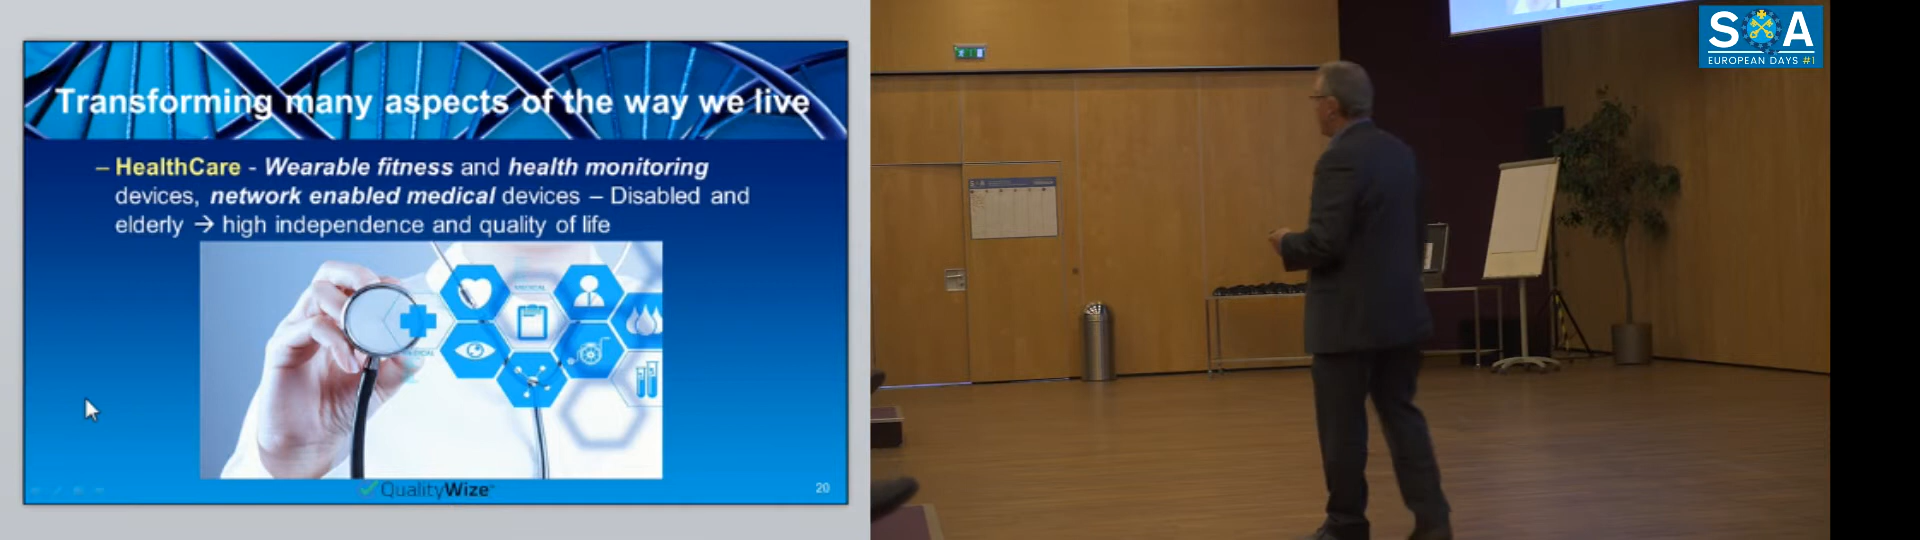 Transforming many aspects of the way we live
– HealthCare - Wearable fitness and health monitoring
devices, network enabled medical devices – Disabled and
elderly → high independence and quality of life
MEDICAL
QualityWize
20
S A
EUROPEAN DAYS #1